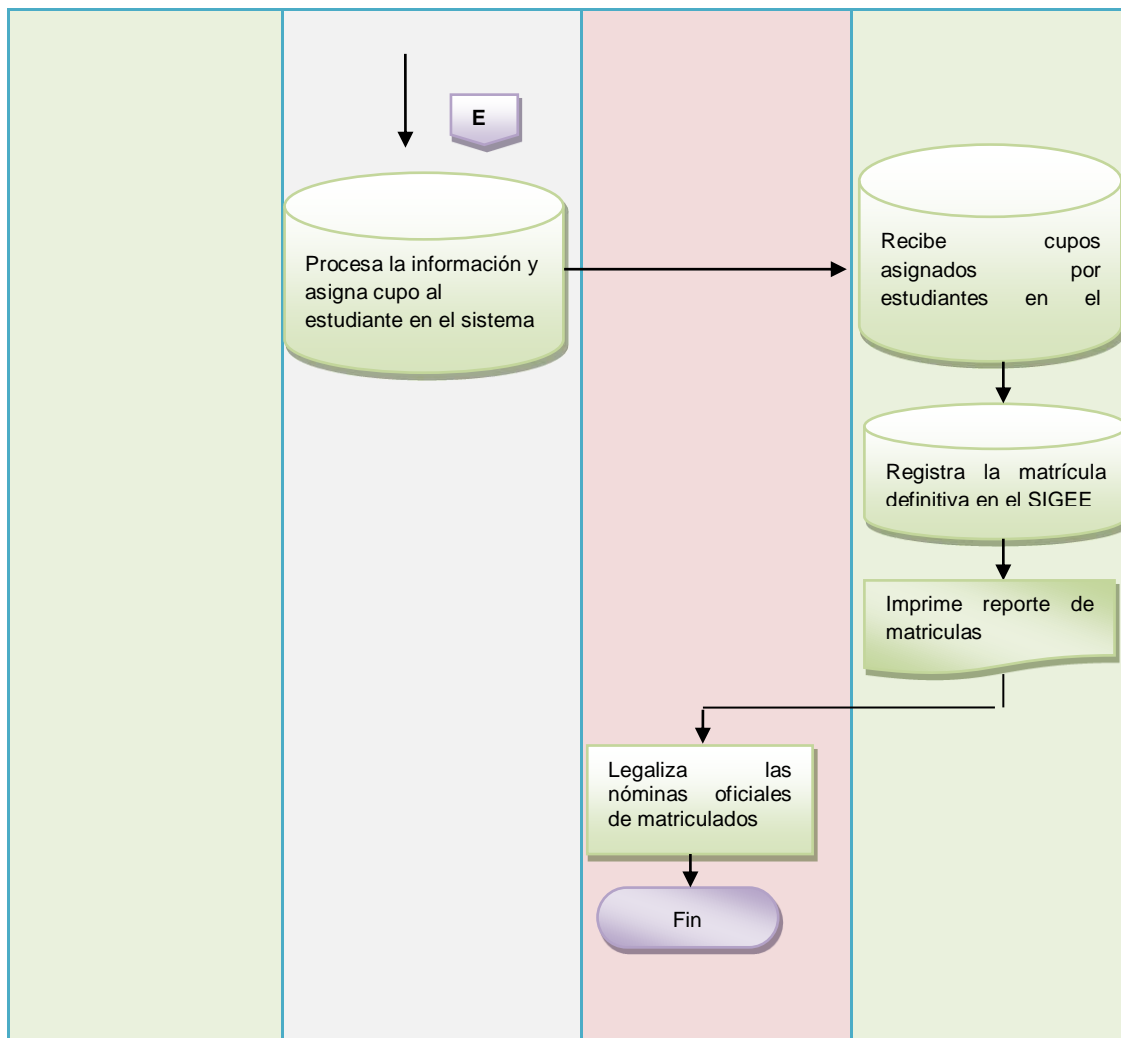 E
Procesa la información y
asigna cupo al
estudiante en el sistema
Recibe cupos
asignados por
estudiantes en el
Registra la matrícula
definitiva en el SIGEE
Imprime reporte de
matriculas
Legaliza las
nóminas oficiales
de matriculados
Fin